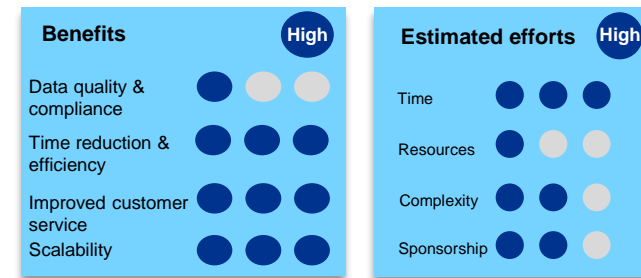 Benefits
High
Data quality &
compliance
Time reduction &
efficiency
Improved customer
service
Scalability
Estimated efforts
High
Time
Resources
Complexity
Sponsorship